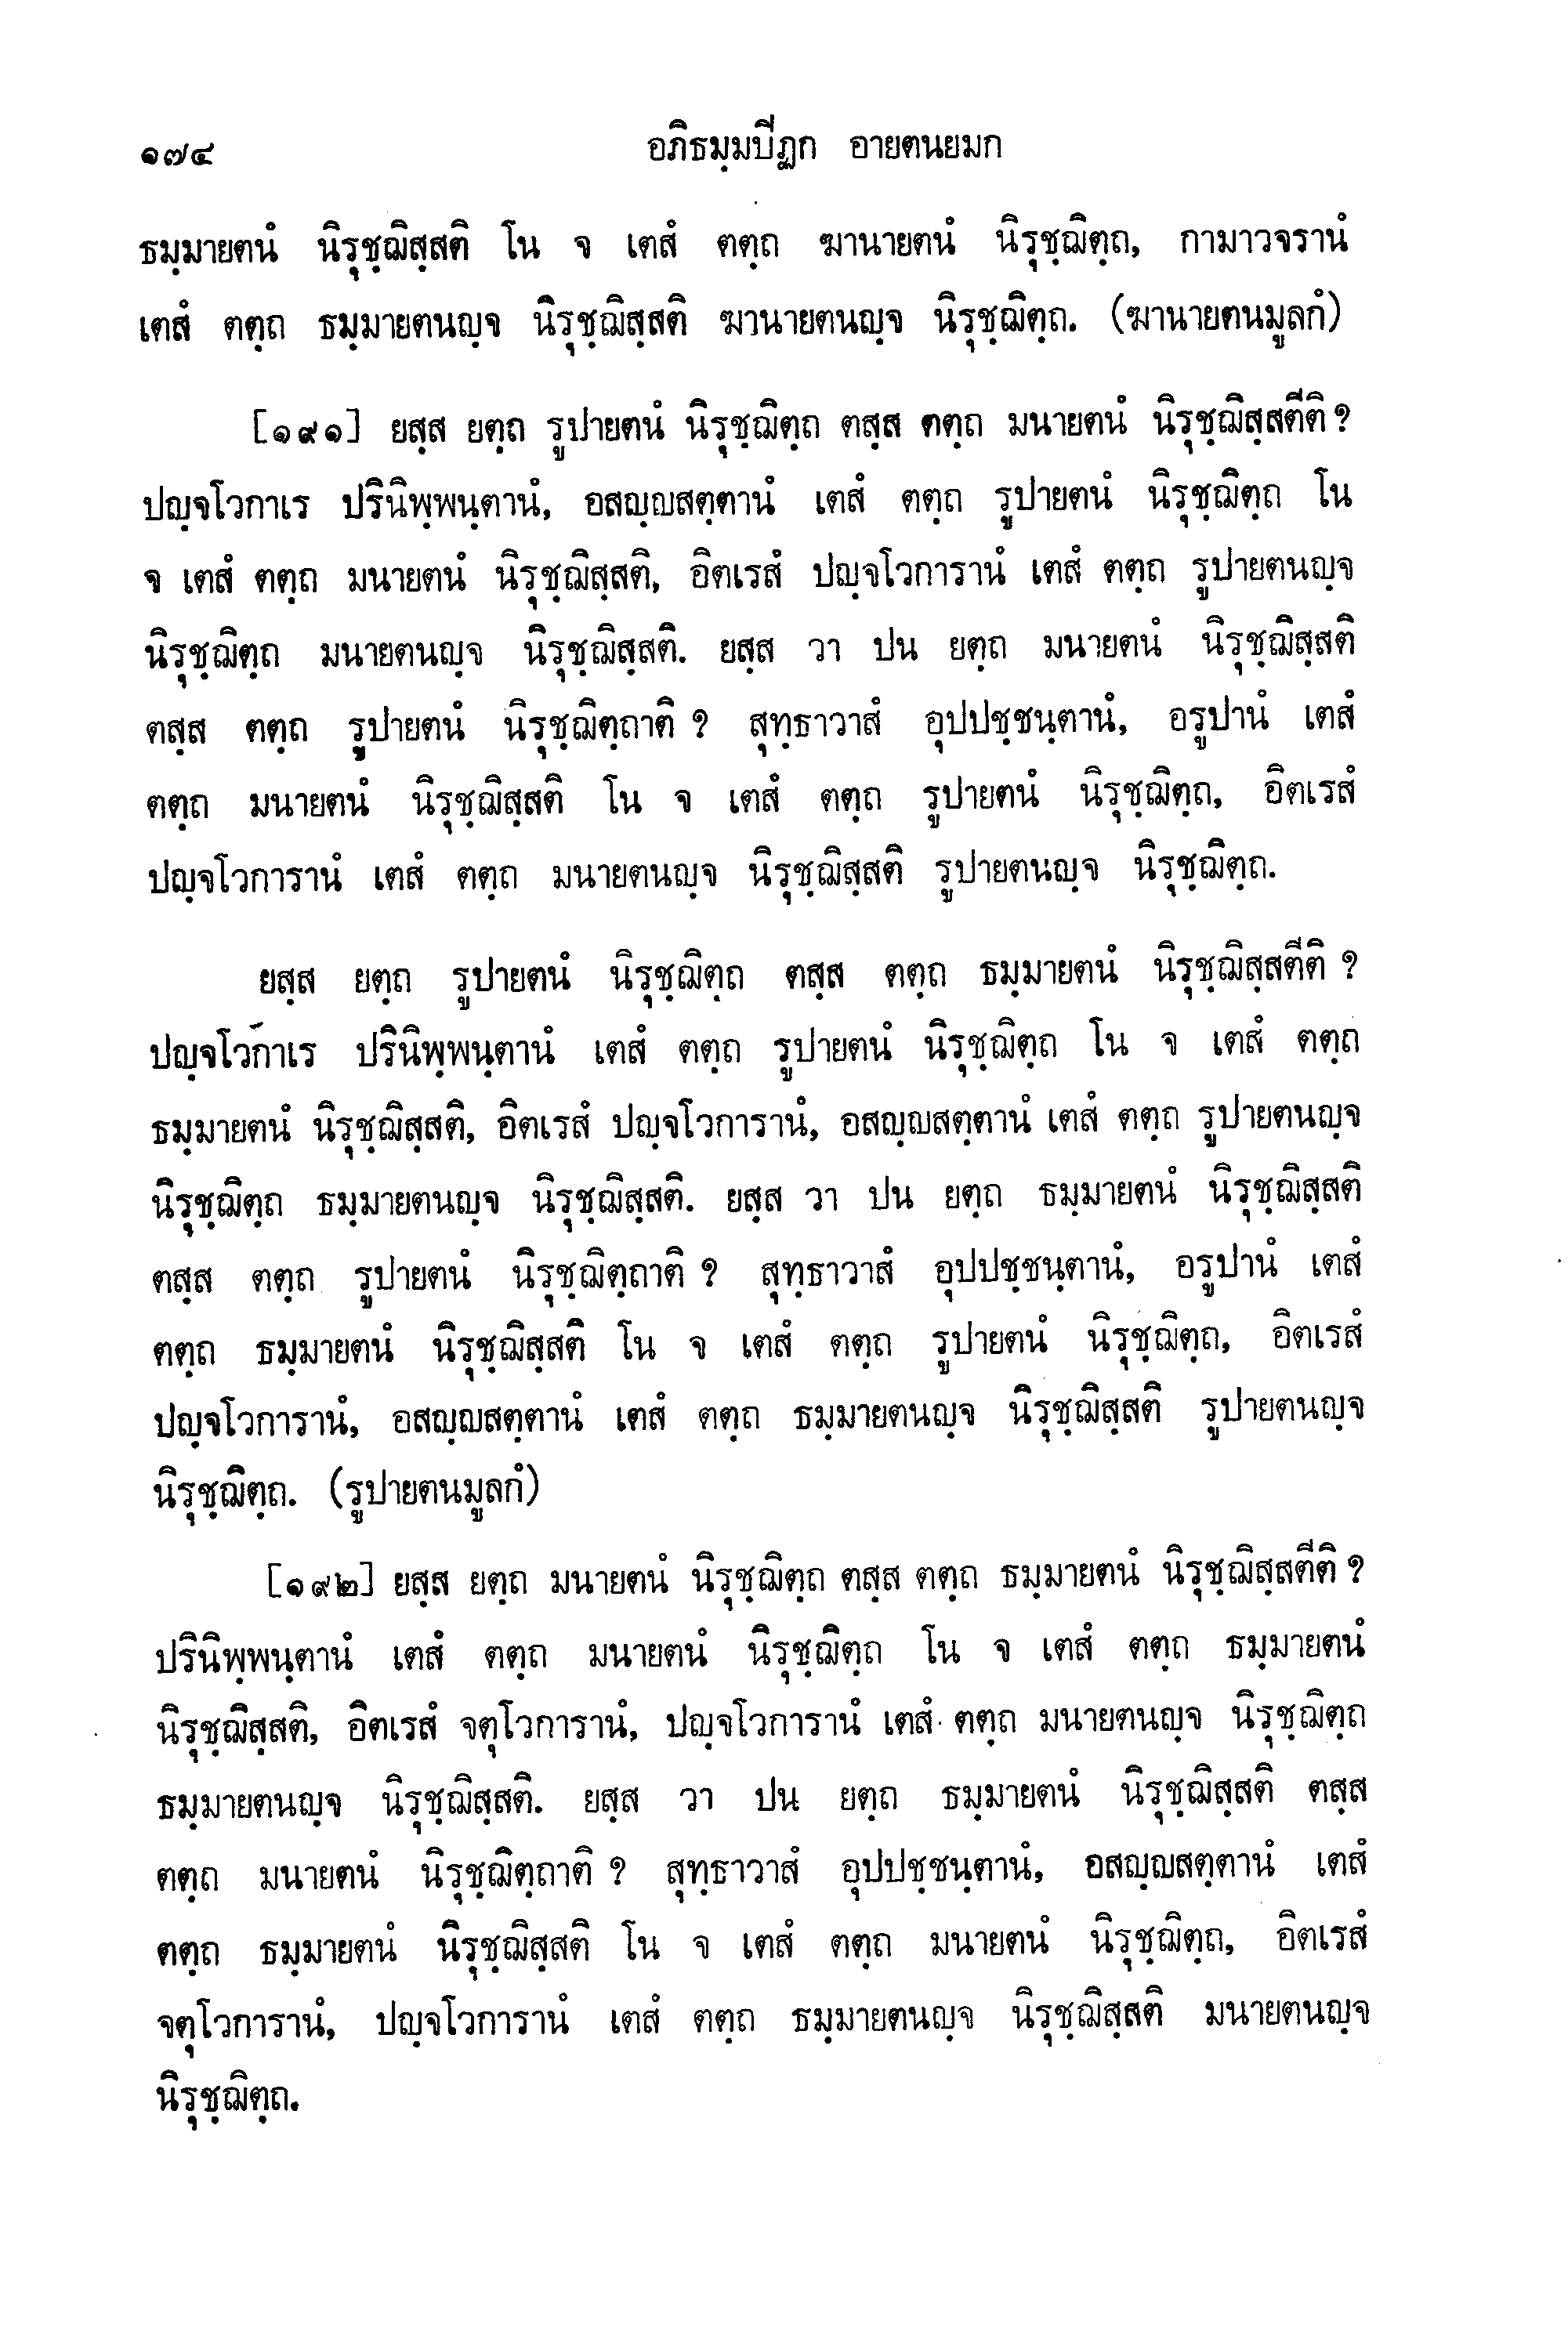 ๑๗๔ อภิธมฺมปีฏก อายตนยมก
ธมฺมายตนํ นิรุชฺฌิสฺสติ โน จ เตสํ ตตฺถ ฆานายตนํ นิรุชฺฌิตฺถ, กามาวจรานํ
เตสํ ตตฺถ ธมฺมายตนญฺจ นิรุชฺฌิสฺสติ ฆานายตนญฺจ นิรุชฺฌิตฺถ. (ฆานายตนมูลกํ)
[๑๙๑] ยสฺส ยตฺถ รูปายตนํ นิรุชฺฌิตฺถ ตสฺส ตตฺถ มนายตนํ นิรุชฺฌิสฺสตีติ ?
ปญฺจโวกาเร ปรินิพฺพนฺตานํ, อสญฺญสตฺตานํ เตสํ ตตฺถ รูปายตนํ นิรุชฺฌิตฺถ โน
จ เตสํ ตตฺถ มนายตนํ นิรุชฺฌิสฺสติ, อิตเรสํ ปญฺจโวการานํ เตสํ ตตฺถ รูปายตนญฺจ
นิรุชฺฌิตฺถ มนายตนญฺจ นิรุชฺฌิสฺสติ. ยสฺส วา ปน ยตฺถ มนายตนํ นิรุชฺฌิสฺสติ
ตสฺส ตตฺถ รูปายตนํ นิรุชฺฌิตฺถาติ ? สุทฺธาวาสํ อุปปชฺชนฺตานํ, อรูปานํ เตสํ
ตตฺถ มนายตนํ นิรุชฺฌิสฺสติ โน จ เตสํ ตตฺถ รูปายตนํ นิรุชฺฌิตฺถ, อิตเรสํ
ปญฺจโวการานํ เตสํ ตตฺถ มนายตนญฺจ นิรุชฺฌิสฺสติ รูปายตนญฺจ นิรุชฺฌิตฺถ.
ยสฺส ยตฺถ รูปายตนํ นิรุชฺฌิตฺถ ตสฺส ตตฺถ ธมฺมายตนํ นิรุชฺฌิสฺสตีติ ?
ปญฺจโวกาเร ปรินิพฺพนฺตานํ เตสํ ตตฺถ รูปายตนํ นิรุชฺฌิตฺถ โน จ เตสํ ตตฺถ
ธมฺมายตนํ นิรุชฺฌิสฺสติ, อิตเรสํ ปญฺจโวการานํ, อสญฺญสตฺตานํ เตสํ ตตฺถ รูปายตนญฺจ
นิรุชฺฌิตฺถ ธมฺมายตนญฺจ นิรุชฺฌิสฺสติ. ยสฺส วา ปน ยตฺถ ธมฺมายตนํ นิรุชฺฌิสฺสติ
ตสฺส ตตฺถ รูปายตนํ นิรุชฺฌิตฺถาติ ? สุทฺธาวาสํ อุปปชฺชนฺตานํ, อรูปานํ เตสํ
ตตฺถ ธมฺมายตนํ นิรุชฺฌิสฺสติ โน จ เตสํ ตตฺถ รูปายตนํ นิรุชฺฌิตฺถ, อิตเรสํ
ปญฺจโวการานํ, อสญฺญสตฺตานํ เตสํ ตตฺถ ธมฺมายตนญฺจ นิรุชฺฌิสฺสติ รูปายตนญฺจ
นิรุชฺฌิตฺถ. (รูปายตนมูลกํ)
[๑๙๒] ยสฺส ยตฺถ มนายตนํ นิรุชฺฌิตฺถ ตสฺส ตตฺถ ธมฺมายตนํ นิรุชฺฌิสฺสตีติ ?
ปรินิพฺพนฺตานํ เตสํ ตตฺถ มนายตนํ นิรุชฺฌิตฺถ โน จ เตสํ ตตฺถ ธมฺมายตนํ
นิรุชฺฌิสฺสติ, อิตเรสํ จตุโวการานํ, ปญฺจโวการานํ เตสํ ตตฺถ มนายตนญฺจ นิรุชฺฌิตฺถ
ธมฺมายตนญฺจ นิรุชฺฌิสฺสติ. ยสฺส วา ปน ยตฺถ ธมฺมายตนํ นิรุชฺฌิสฺสติ ตสฺส
ตตฺถ มนายตนํ นิรุชฺฌิตฺถาติ ? สุทฺธาวาสํ อุปปชฺชนฺตานํ, อสญฺญสตฺตานํ เตสํ
ตตฺถ ธมฺมายตนํ นิรุชฺฌิสฺสติ โน จ เตสํ ตตฺถ มนายตนํ นิรุชฺฌิตฺถ, อิตเรสํ
จตุโวการานํ, ปญฺจโวการานํ เตสํ ตตฺถ ธมฺมายตนญฺจ นิรุชฺฌิสฺสติ มนายตนญฺจ
นิรุชฺฌิตฺถ.